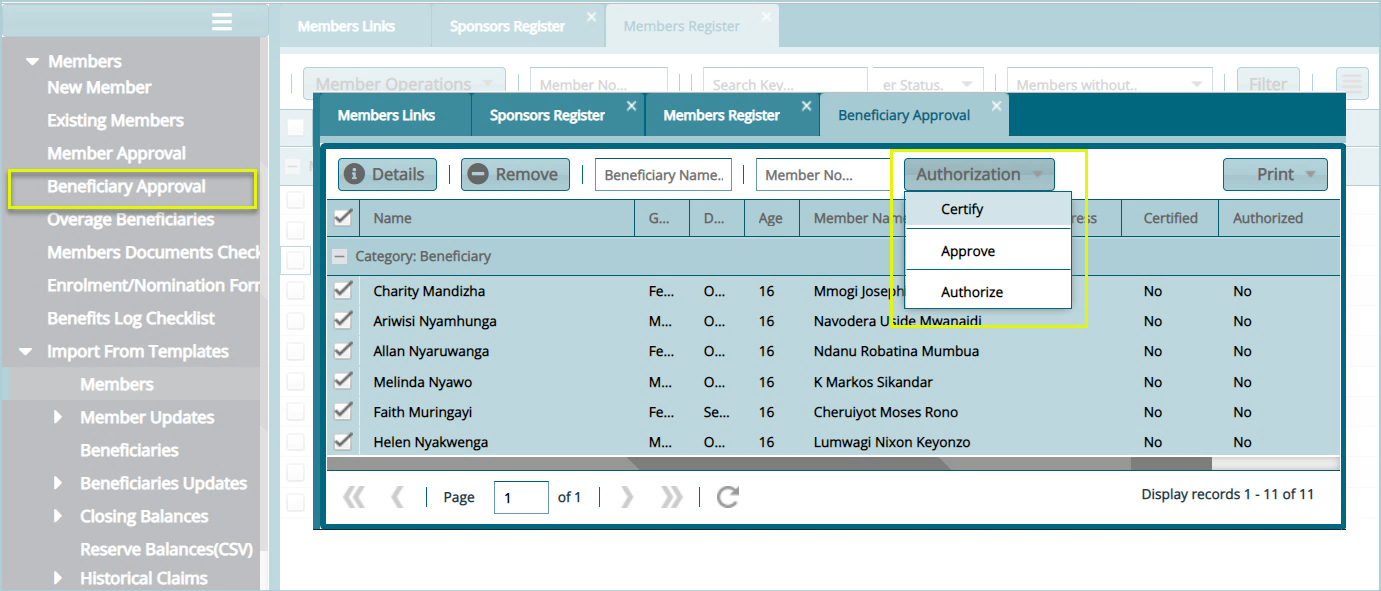 Members Links
Sponsors Register
Members Register
Members
New Member
Existing Members
Member Approval
Beneficiary Approval
Overage Beneficiaries
Members Documents Check
Enrolment/Nomination For
Benefits Log Checklist
Import From Templates
Members
Member Updates
Beneficiaries
Beneficiaries Updates
Closing Balances
Reserve Balances(CSV)
Historical Claims
Member Operations Member No... Search Key... er Status. Members without.. Filter
Members Links Sponsors Register Members Register Beneficiary Approval
Details Remove Beneficiary Name.. Member No... Authorization Print
Certify
Approve
Authorize
Name G... D... Age Member Nam ess Certified Authorized
Category: Beneficiary
Charity Mandizha Fe... O... 16 Mmogi Joseph No No
Ariwisi Nyamhunga M... O... 16 Navodera Uside Mwanaidi No No
Allan Nyaruwanga Fe... O... 16 Ndanu Robatina Mumbua No No
Melinda Nyawo M... O... 16 K Markos Sikandar No No
Faith Muringayi Fe... Se... 16 Cheruiyot Moses Rono No No
Helen Nyakwenga M... O... 16 Lumwagi Nixon Keyonzo No No
Page 1 of 1 Display records 1 - 11 of 11